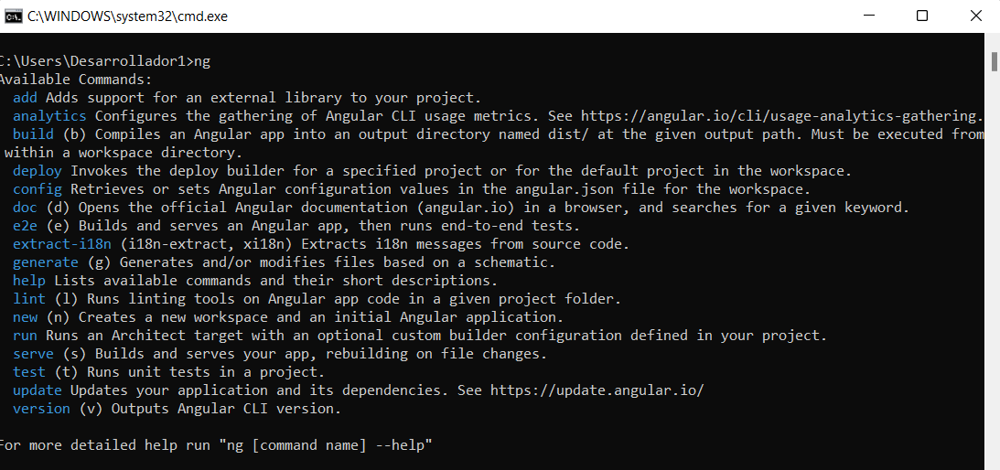 C:\WINDOWS\system32\cmd.exe
C:\Users\Desarrollador1>ng
Available Commands:
add Adds support for an external library to your project.
analytics Configures the gathering of Angular CLI usage metrics. See https://angular.io/cli/usage-analytics-gathering.
build (b) Compiles an Angular app into an output directory named dist/ at the given output path. Must be executed from
within a workspace directory.
deploy Invokes the deploy builder for a specified project or for the default project in the workspace.
config Retrieves or sets Angular configuration values in the angular.json file for the workspace.
doc (d) Opens the official Angular documentation (angular.io) in a browser, and searches for a given keyword.
e2e (e) Builds and serves an Angular app, then runs end-to-end tests.
extract-i18n (i18n-extract, xi18n) Extracts i18n messages from source code.
generate (g) Generates and/or modifies files based on a schematic.
help Lists available commands and their short descriptions.
lint (l) Runs linting tools on Angular app code in a given project folder.
new (n) Creates a new workspace and an initial Angular application.
run Runs an Architect target with an optional custom builder configuration defined in your project.
serve (s) Builds and serves your app, rebuilding on file changes.
test (t) Runs unit tests in a project.
update Updates your application and its dependencies. See https://update.angular.io/
version (v) Outputs Angular CLI version.
For more detailed help run "ng [command name] --help"